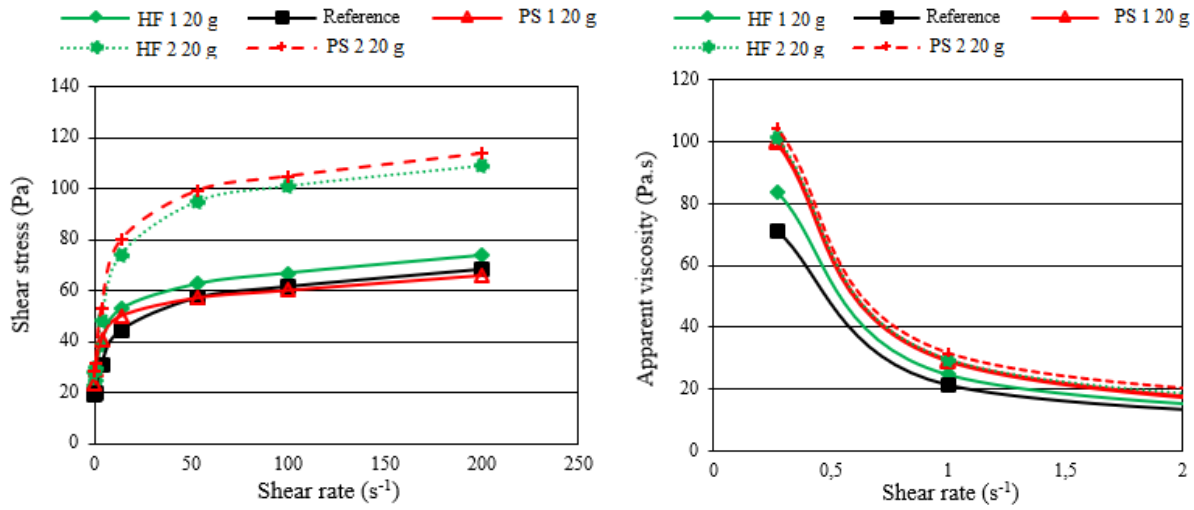 HF 1 20 g Reference PS 1 20 g
HF 2 20 g PS 2 20 g
Shear stress (Pa)
140
120
100
80
60
40
20
0
0 50 100 150 200 250
Shear rate (s⁻¹)
HF 1 20 g Reference PS 1 20 g
HF 2 20 g PS 2 20 g
Apparent viscosity (Pa.s)
120
100
80
60
40
20
0
0 0,5 1 1,5 2
Shear rate (s⁻¹)